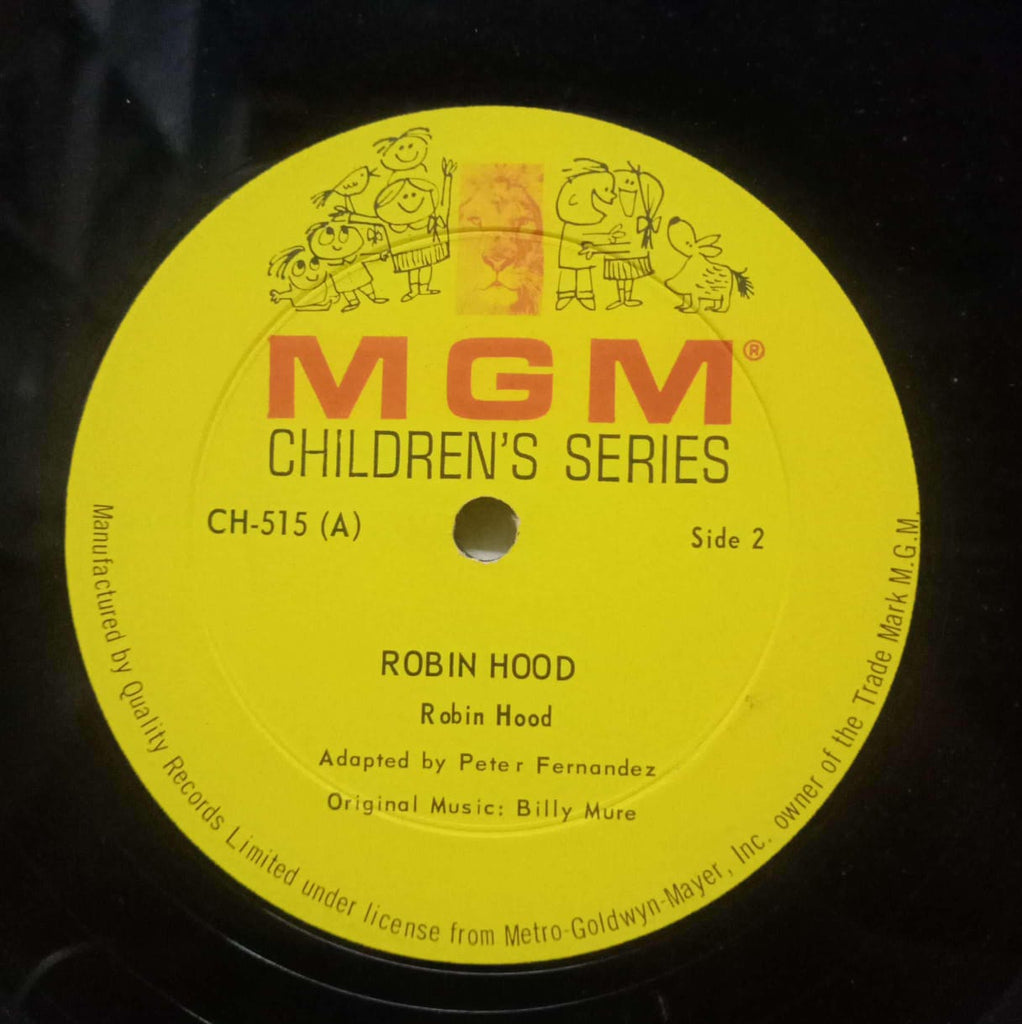 MGM®
CHILDREN'S SERIES
CH-515 (A)
Side 2
ROBIN HOOD
Robin Hood
Adapted by Peter Fernandez
Original Music: Billy Mure
Manufactured by Quality Records Limited under license from Metro-Goldwyn-Mayer, Inc. owner of the Trade Mark M.G.M.